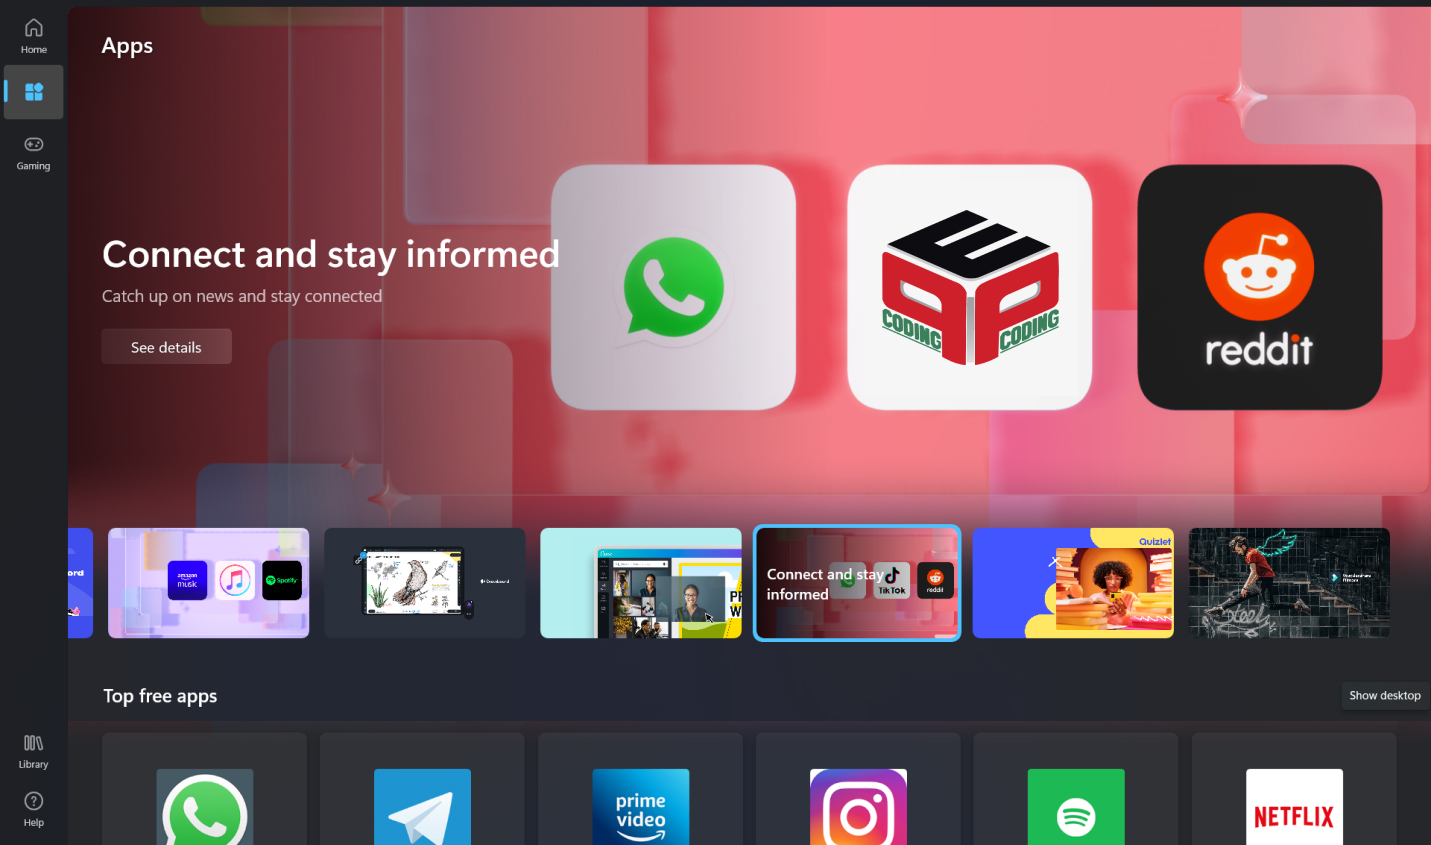 Home
Gaming
Library
Help
Apps
Connect and stay informed
Catch up on news and stay connected
See details
CODING
CODING
reddit
ord
amazon
music
Spotify
Connect and stay
informed
TikTok
reddit
Quizlet
Steel
Top free apps
Show desktop
prime
video
NETFLIX